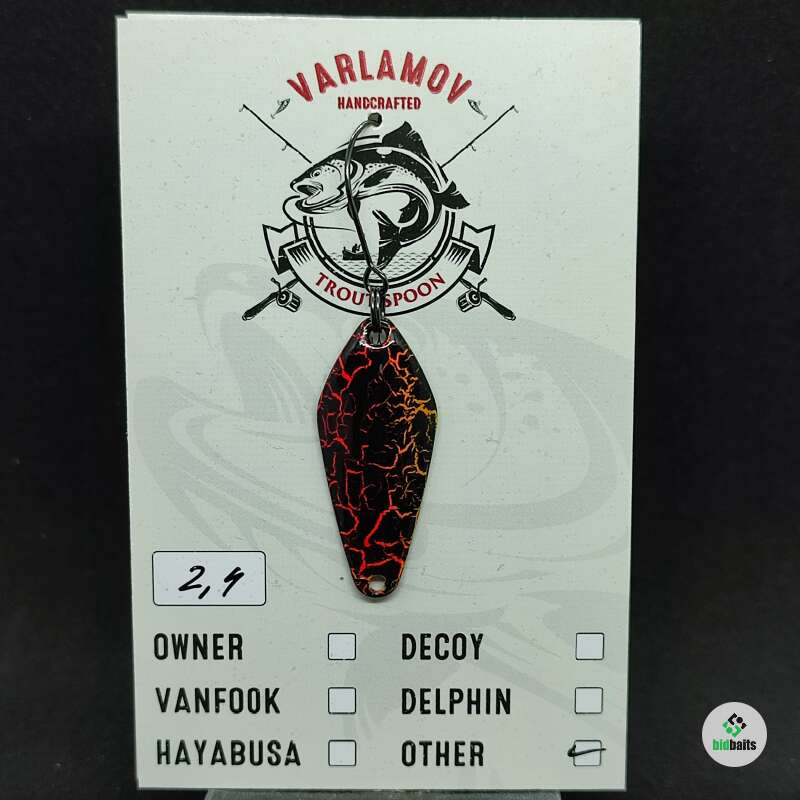 VARLAMOV
HANDCRAFTED
TROUT SPOON
2,4
OWNER
DECOY
VANFOOK
DELPHIN
HAYABUSA
OTHER
bidbaits